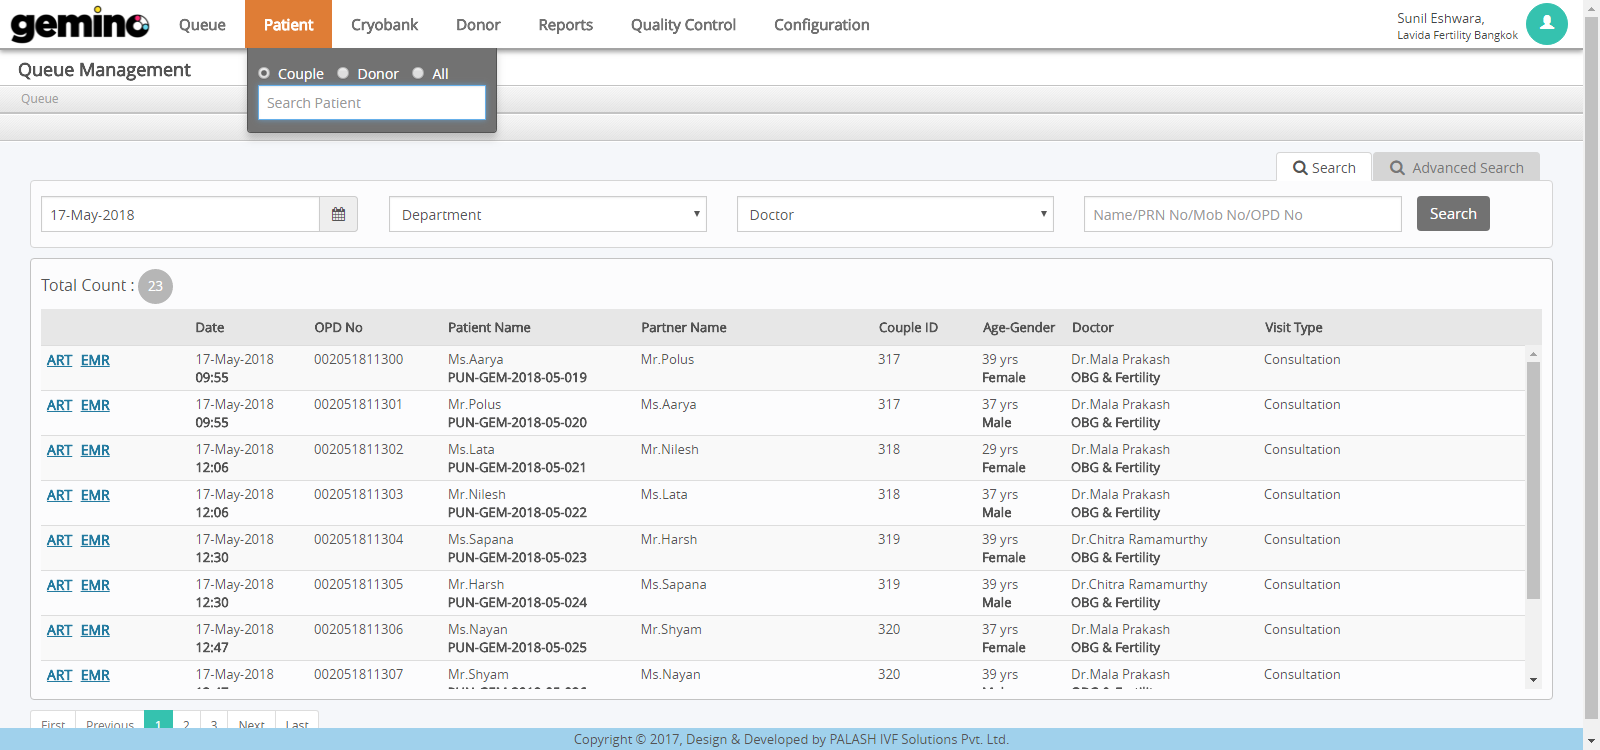 gemino
Queue Patient Cryobank Donor Reports Quality Control Configuration
Sunil Eshwara,
Lavida Fertility Bangkok
Queue Management
Couple Donor All
Queue
Search Patient
Search Advanced Search
17-May-2018 Department Doctor Name/PRN No/Mob No/OPD No Search
Total Count : 23
Date OPD No Patient Name Partner Name Couple ID Age-Gender Doctor Visit Type
ART EMR 17-May-2018 002051811300 Ms.Aarya Mr.Polus 317 39 yrs Dr.Mala Prakash Consultation
09:55 PUN-GEM-2018-05-019 Female OBG & Fertility
ART EMR 17-May-2018 002051811301 Mr.Polus Ms.Aarya 317 37 yrs Dr.Mala Prakash Consultation
09:55 PUN-GEM-2018-05-020 Male OBG & Fertility
ART EMR 17-May-2018 002051811302 Ms.Lata Mr.Nilesh 318 29 yrs Dr.Mala Prakash Consultation
12:06 PUN-GEM-2018-05-021 Female OBG & Fertility
ART EMR 17-May-2018 002051811303 Mr.Nilesh Ms.Lata 318 37 yrs Dr.Mala Prakash Consultation
12:06 PUN-GEM-2018-05-022 Male OBG & Fertility
ART EMR 17-May-2018 002051811304 Ms.Sapana Mr.Harsh 319 39 yrs Dr.Chitra Ramamurthy Consultation
12:30 PUN-GEM-2018-05-023 Female OBG & Fertility
ART EMR 17-May-2018 002051811305 Mr.Harsh Ms.Sapana 319 39 yrs Dr.Chitra Ramamurthy Consultation
12:30 PUN-GEM-2018-05-024 Male OBG & Fertility
ART EMR 17-May-2018 002051811306 Ms.Nayan Mr.Shyam 320 37 yrs Dr.Mala Prakash Consultation
12:47 PUN-GEM-2018-05-025 Female OBG & Fertility
ART EMR 17-May-2018 002051811307 Mr.Shyam Ms.Nayan 320 39 yrs Dr.Mala Prakash Consultation
First Previous 1 2 3 Next Last
Copyright © 2017, Design & Developed by PALASH IVF Solutions Pvt. Ltd.